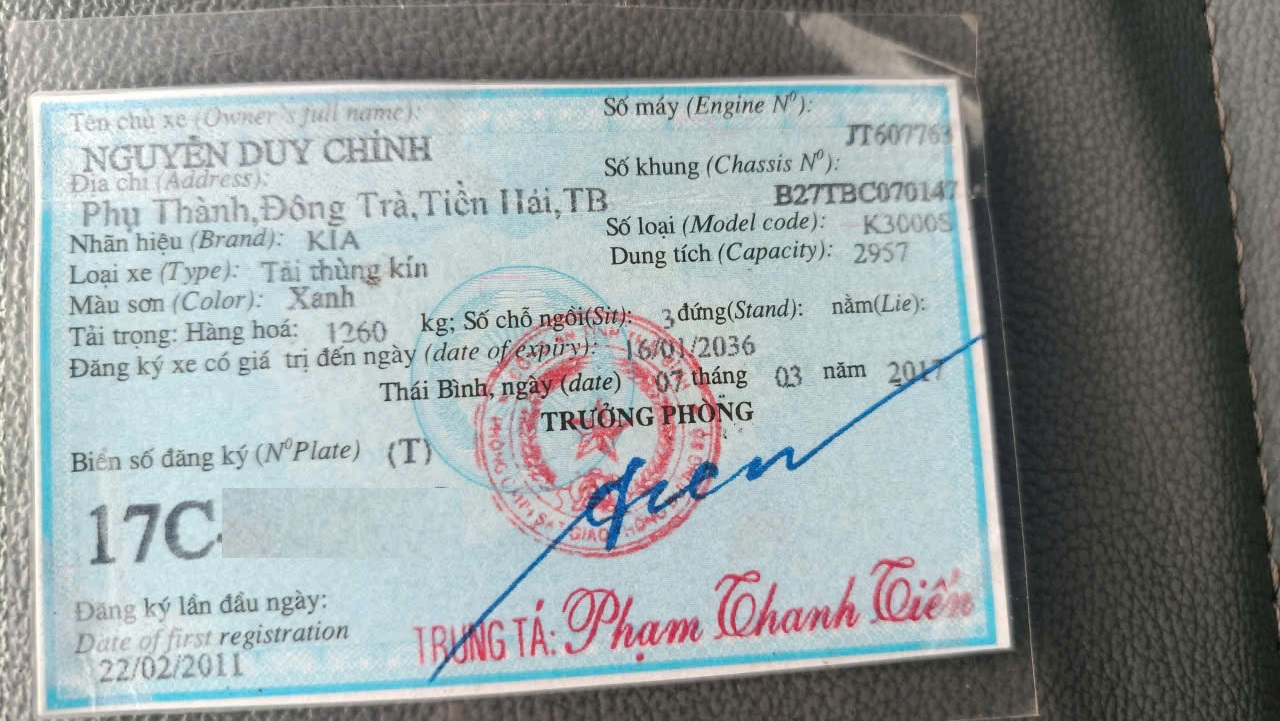 Tên chủ xe (Owner's full name):
NGUYỄN DUY CHỈNH
Địa chỉ (Address):
Phụ Thành,Đông Trà,Tiền Hải,TB
Nhãn hiệu (Brand): KIA
Loại xe (Type): Tải thùng kín
Màu sơn (Color): Xanh
Số máy (Engine Nº):
JT607763
Số khung (Chassis Nº):
B27TBC070147
Số loại (Model code): K3000S
Dung tích (Capacity): 2957
Tải trọng: Hàng hoá: 1260 kg; Số chỗ ngồi(Sit): 3 đứng(Stand): nằm(Lie):
Đăng ký xe có giá trị đến ngày (date of expiry): 16/01/2036
Thái Bình, ngày (date) 07 tháng 03 năm 2017
TRƯỞNG PHÒNG
Biển số đăng ký (NºPlate) (T)
17C-
Đăng ký lần đầu ngày:
Date of first registration
22/02/2011
TRUNG TÁ: Phạm Thanh Tiến